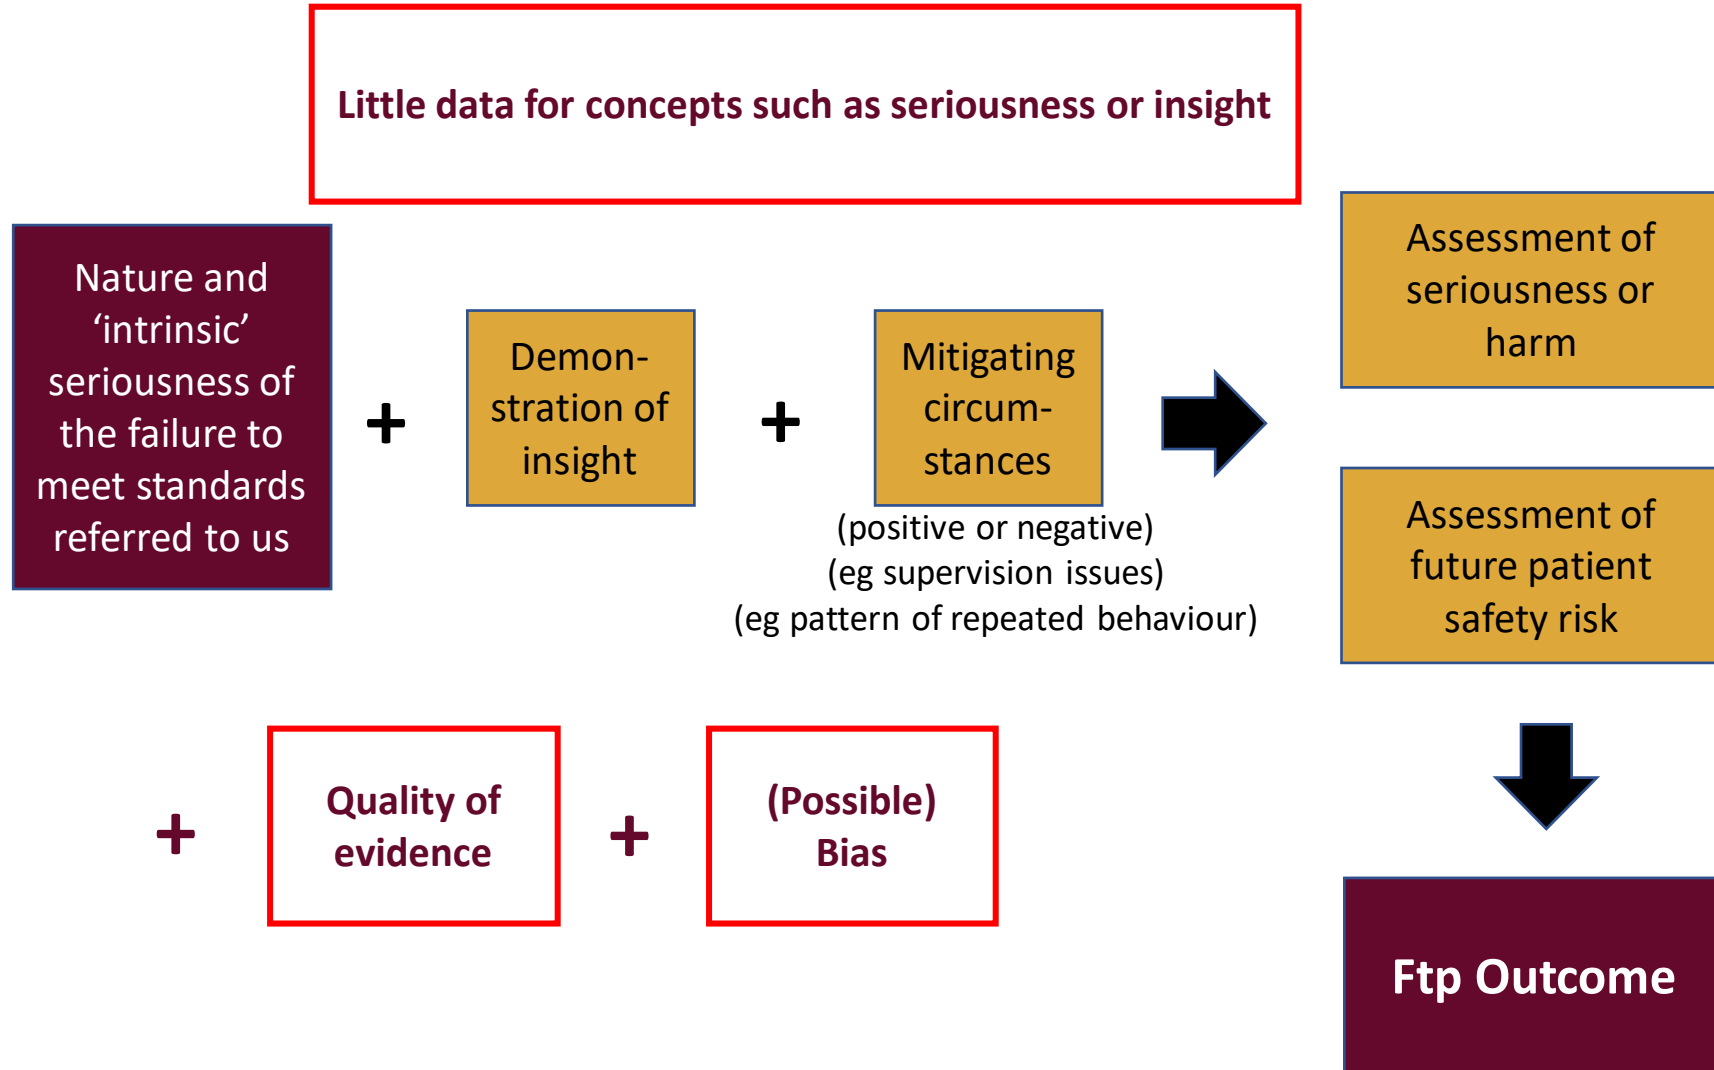 Little data for concepts such as seriousness or insight
Nature and
‘intrinsic’
seriousness of
the failure to
meet standards
referred to us
+
Demon-
stration of
insight
+
Mitigating
circum-
stances
(positive or negative)
(eg supervision issues)
(eg pattern of repeated behaviour)
Assessment of
seriousness or
harm
Assessment of
future patient
safety risk
+
Quality of
evidence
+
(Possible)
Bias
Ftp Outcome